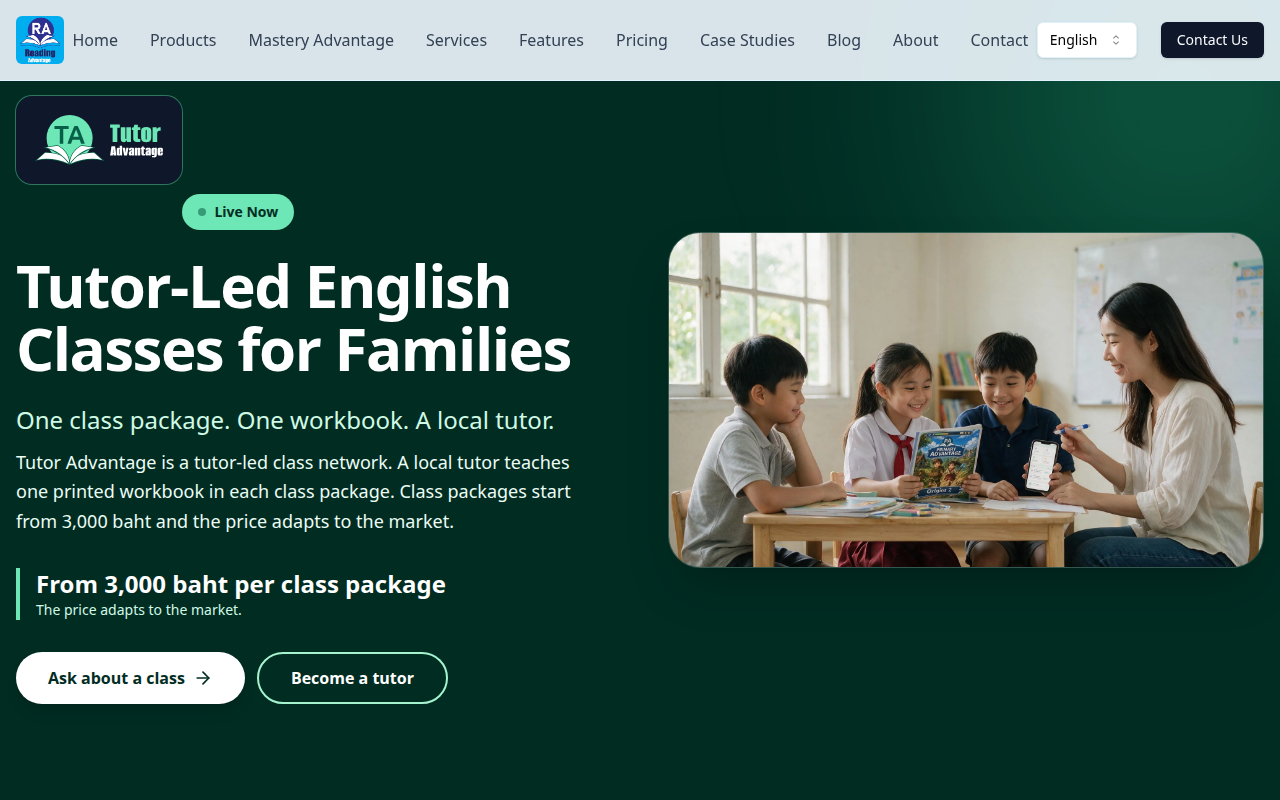 RA
Reading
Advantage
Home
Products
Mastery Advantage
Services
Features
Pricing
Case Studies
Blog
About
Contact
English
Contact Us
TA
Tutor
Advantage
Live Now
Tutor-Led English
Classes for Families
One class package. One workbook. A local tutor.
Tutor Advantage is a tutor-led class network. A local tutor teaches
one printed workbook in each class package. Class packages start
from 3,000 baht and the price adapts to the market.
From 3,000 baht per class package
The price adapts to the market.
Ask about a class
Become a tutor
PRIMARY
ADVANTAGE
Origins 2